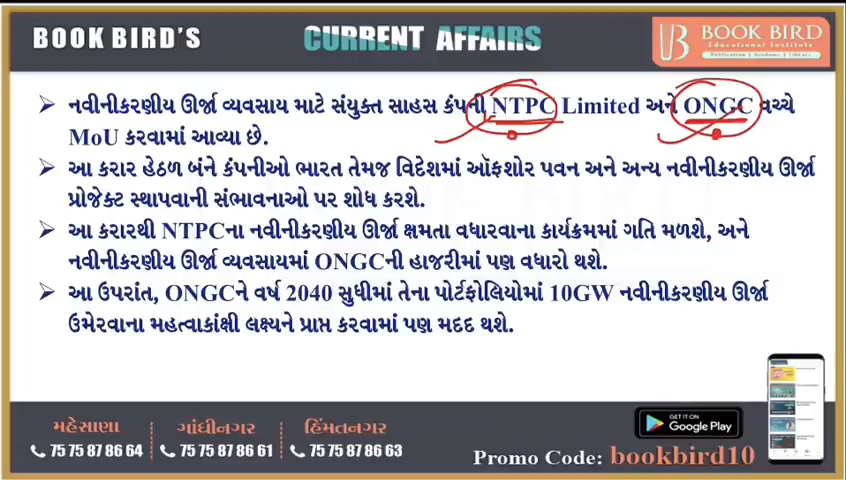 BOOK BIRD'S
CURRENT AFFAIRS
BOOK BIRD
Educational Institute
Publication | Academy | Library
➤ નવીનીકરણીય ઊર્જા વ્યવસાય માટે સંયુક્ત સાહસ કંપની NTPC Limited અને ONGC વચ્ચે
MoU કરવામાં આવ્યા છે.
➤ આ કરાર હેઠળ બંને કંપનીઓ ભારત તેમજ વિદેશમાં ઑફશોર પવન અને અન્ય નવીનીકરણીય ઊર્જા
પ્રોજેક્ટ સ્થાપવાની સંભાવનાઓ પર શોધ કરશે.
➤ આ કરારથી NTPCના નવીનીકરણીય ઊર્જા ક્ષમતા વધારવાના કાર્યક્રમમાં ગતિ મળશે, અને
નવીનીકરણીય ઊર્જા વ્યવસાયમાં ONGCની હાજરીમાં પણ વધારો થશે.
➤ આ ઉપરાંત, ONGCને વર્ષ 2040 સુધીમાં તેના પોર્ટફોલિયોમાં 10GW નવીનીકરણીય ઊર્જા
ઉમેરવાના મહત્વાકાંક્ષી લક્ષ્યને પ્રાપ્ત કરવામાં પણ મદદ થશે.
મહેસાણા
75 75 87 86 64
ગાંધીનગર
75 75 87 86 61
હિંમતનગર
75 75 87 86 63
GET IT ON
Google Play
Promo Code: bookbird10